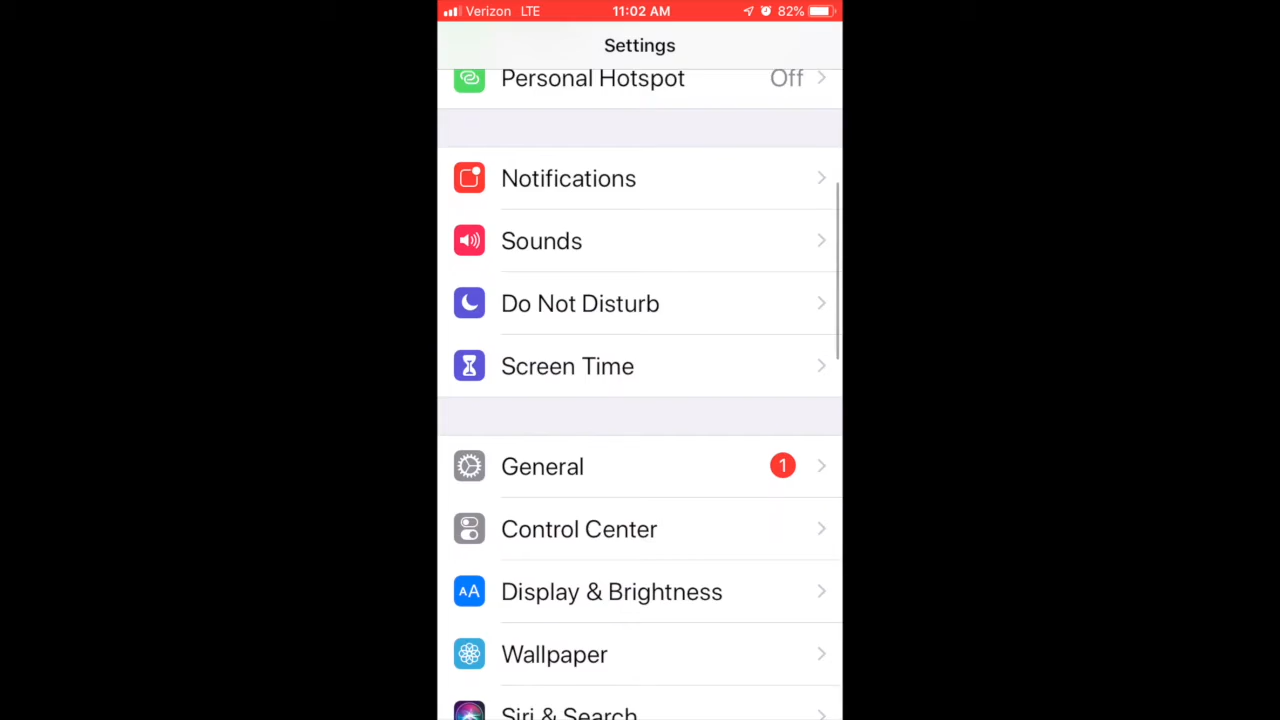 Verizon LTE 11:02 AM 82%
Settings
Personal Hotspot Off
Notifications
Sounds
Do Not Disturb
Screen Time
General 1
Control Center
AA Display & Brightness
Wallpaper
Siri & Search